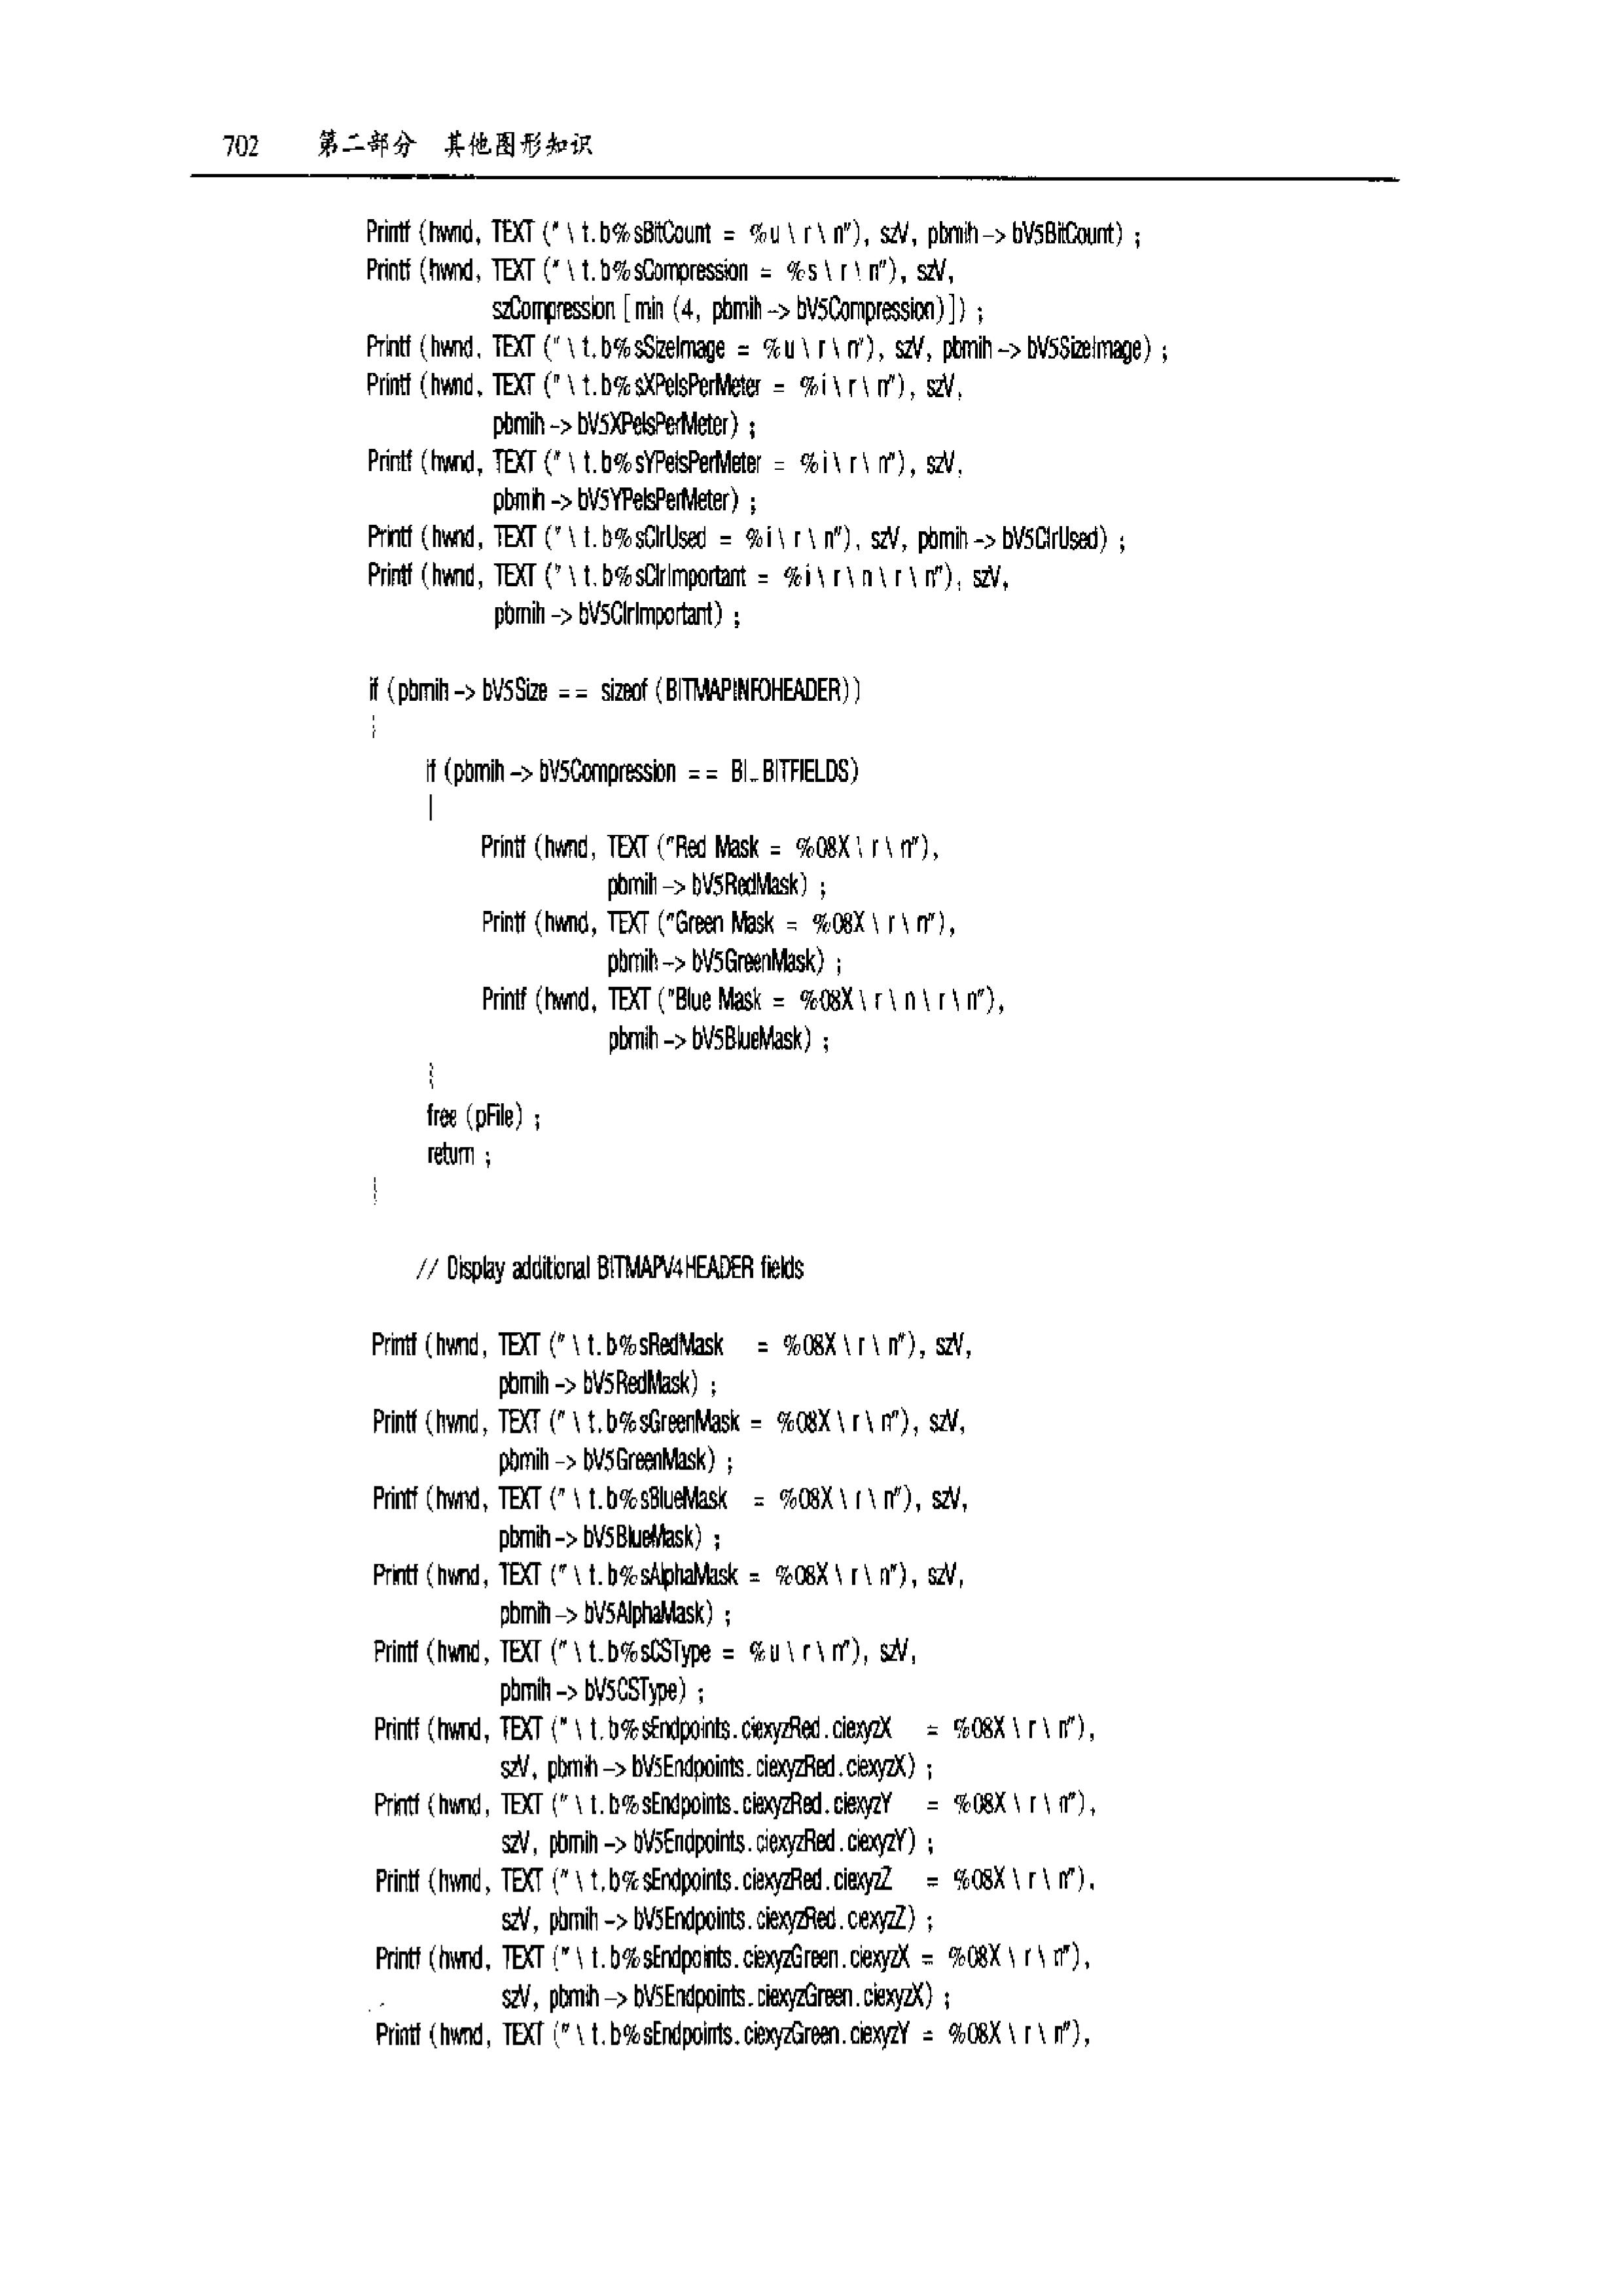 702 第二部分 其他图形知识
Printf (hwnd, TEXT ("\t.b%sBitCount = %u\r\n"), szV, pbmih->bV5BitCount) ;
Printf (hwnd, TEXT ("\t.b%sCompression = %s\r\n"), szV,
szCompression [min (4, pbmih->bV5Compression)]) ;
Printf (hwnd, TEXT ("\t.b%sSizeImage = %u\r\n"), szV, pbmih->bV5SizeImage) ;
Printf (hwnd, TEXT ("\t.b%sXPelsPerMeter = %i\r\n"), szV,
pbmih->bV5XPelsPerMeter) ;
Printf (hwnd, TEXT ("\t.b%sYPelsPerMeter = %i\r\n"), szV,
pbmih->bV5YPelsPerMeter) ;
Printf (hwnd, TEXT ("\t.b%sClrUsed = %i\r\n"), szV, pbmih->bV5ClrUsed) ;
Printf (hwnd, TEXT ("\t.b%sClrImportant = %i\r\n\r\n"), szV,
pbmih->bV5ClrImportant) ;
if (pbmih->bV5Size == sizeof (BITMAPINFOHEADER))
{
if (pbmih->bV5Compression == BI_BITFIELDS)
{
Printf (hwnd, TEXT ("Red Mask = %08X\r\n"),
pbmih->bV5RedMask) ;
Printf (hwnd, TEXT ("Green Mask = %08X\r\n"),
pbmih->bV5GreenMask) ;
Printf (hwnd, TEXT ("Blue Mask = %08X\r\n\r\n"),
pbmih->bV5BlueMask) ;
}
free (pFile) ;
return ;
}
// Display additional BITMAPV4HEADER fields
Printf (hwnd, TEXT ("\t.b%sRedMask   = %08X\r\n"), szV,
pbmih->bV5RedMask) ;
Printf (hwnd, TEXT ("\t.b%sGreenMask = %08X\r\n"), szV,
pbmih->bV5GreenMask) ;
Printf (hwnd, TEXT ("\t.b%sBlueMask  = %08X\r\n"), szV,
pbmih->bV5BlueMask) ;
Printf (hwnd, TEXT ("\t.b%sAlphaMask = %08X\r\n"), szV,
pbmih->bV5AlphaMask) ;
Printf (hwnd, TEXT ("\t.b%sCSType = %u\r\n"), szV,
pbmih->bV5CSType) ;
Printf (hwnd, TEXT ("\t.b%sEndpoints.ciexyzRed.ciexyzX   = %08X\r\n"),
szV, pbmih->bV5Endpoints.ciexyzRed.ciexyzX) ;
Printf (hwnd, TEXT ("\t.b%sEndpoints.ciexyzRed.ciexyzY   = %08X\r\n"),
szV, pbmih->bV5Endpoints.ciexyzRed.ciexyzY) ;
Printf (hwnd, TEXT ("\t.b%sEndpoints.ciexyzRed.ciexyzZ   = %08X\r\n"),
szV, pbmih->bV5Endpoints.ciexyzRed.ciexyzZ) ;
Printf (hwnd, TEXT ("\t.b%sEndpoints.ciexyzGreen.ciexyzX = %08X\r\n"),
szV, pbmih->bV5Endpoints.ciexyzGreen.ciexyzX) ;
Printf (hwnd, TEXT ("\t.b%sEndpoints.ciexyzGreen.ciexyzY = %08X\r\n"),